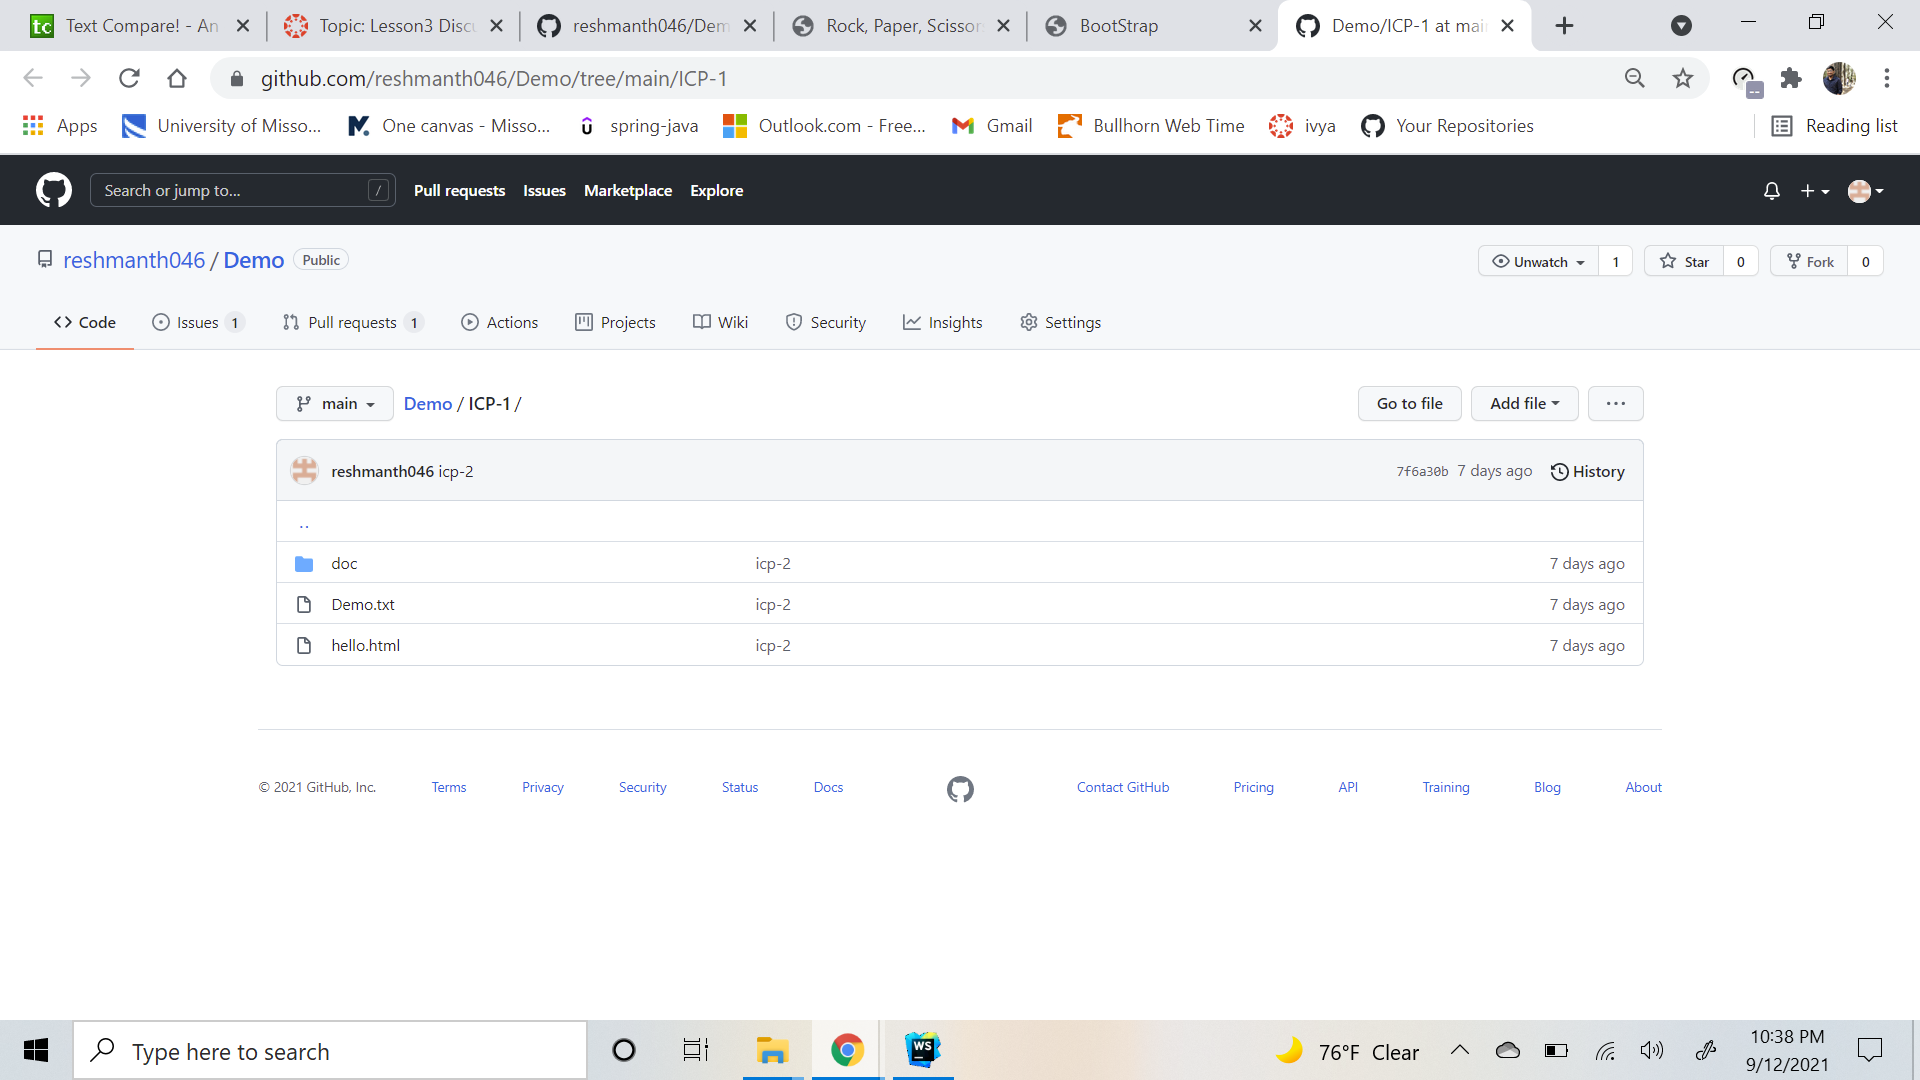 tc Text Compare! - An
Topic: Lesson3 Discu
reshmanth046/Dem
Rock, Paper, Scissors
BootStrap
Demo/ICP-1 at main
github.com/reshmanth046/Demo/tree/main/ICP-1
Apps
University of Misso...
One canvas - Misso...
spring-java
Outlook.com - Free...
Gmail
Bullhorn Web Time
ivya
Your Repositories
Reading list
Search or jump to... /
Pull requests Issues Marketplace Explore
reshmanth046 / Demo Public
Unwatch 1 Star 0 Fork 0
Code Issues 1 Pull requests 1 Actions Projects Wiki Security Insights Settings
main Demo / ICP-1 /
Go to file Add file ...
reshmanth046 icp-2 7f6a30b 7 days ago History
..
doc icp-2 7 days ago
Demo.txt icp-2 7 days ago
hello.html icp-2 7 days ago
© 2021 GitHub, Inc. Terms Privacy Security Status Docs Contact GitHub Pricing API Training Blog About
Type here to search
WS
76°F Clear
10:38 PM
9/12/2021